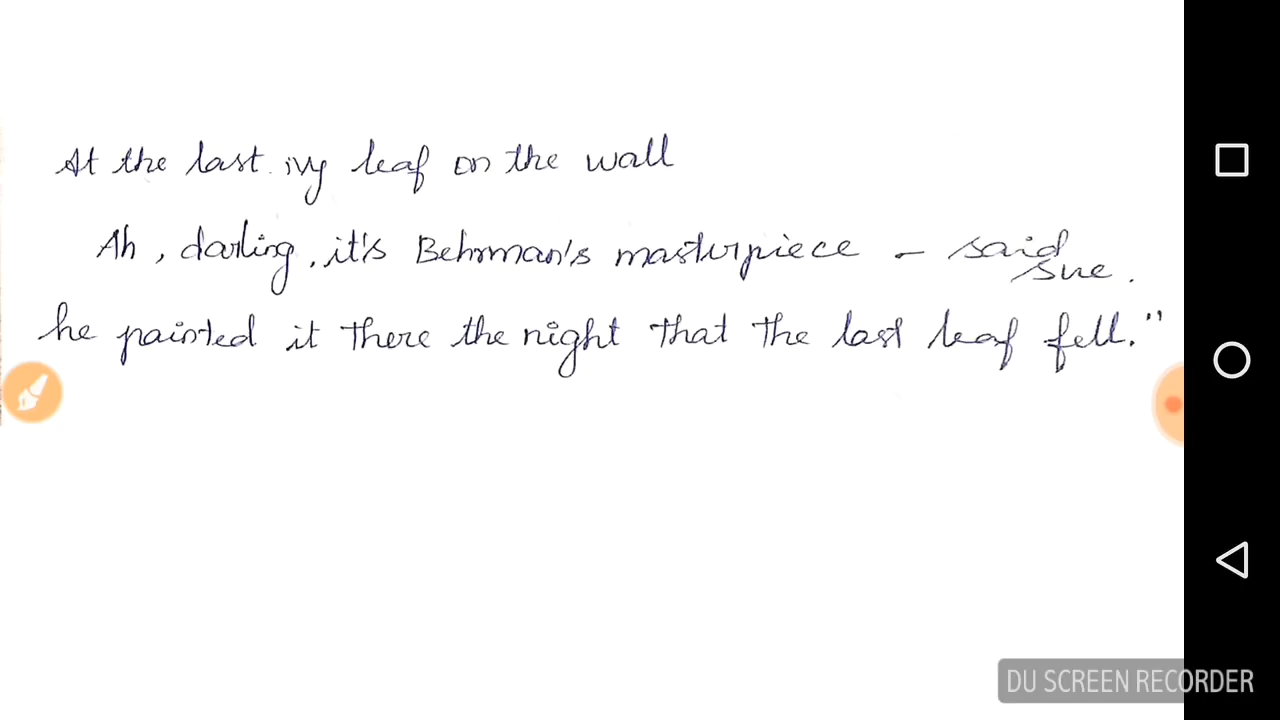 At the last ivy leaf on the wall
Ah, darling, it's Behrman's masterpiece - said
Sue.
he painted it there the night that the last leaf fell."
DU SCREEN RECORDER